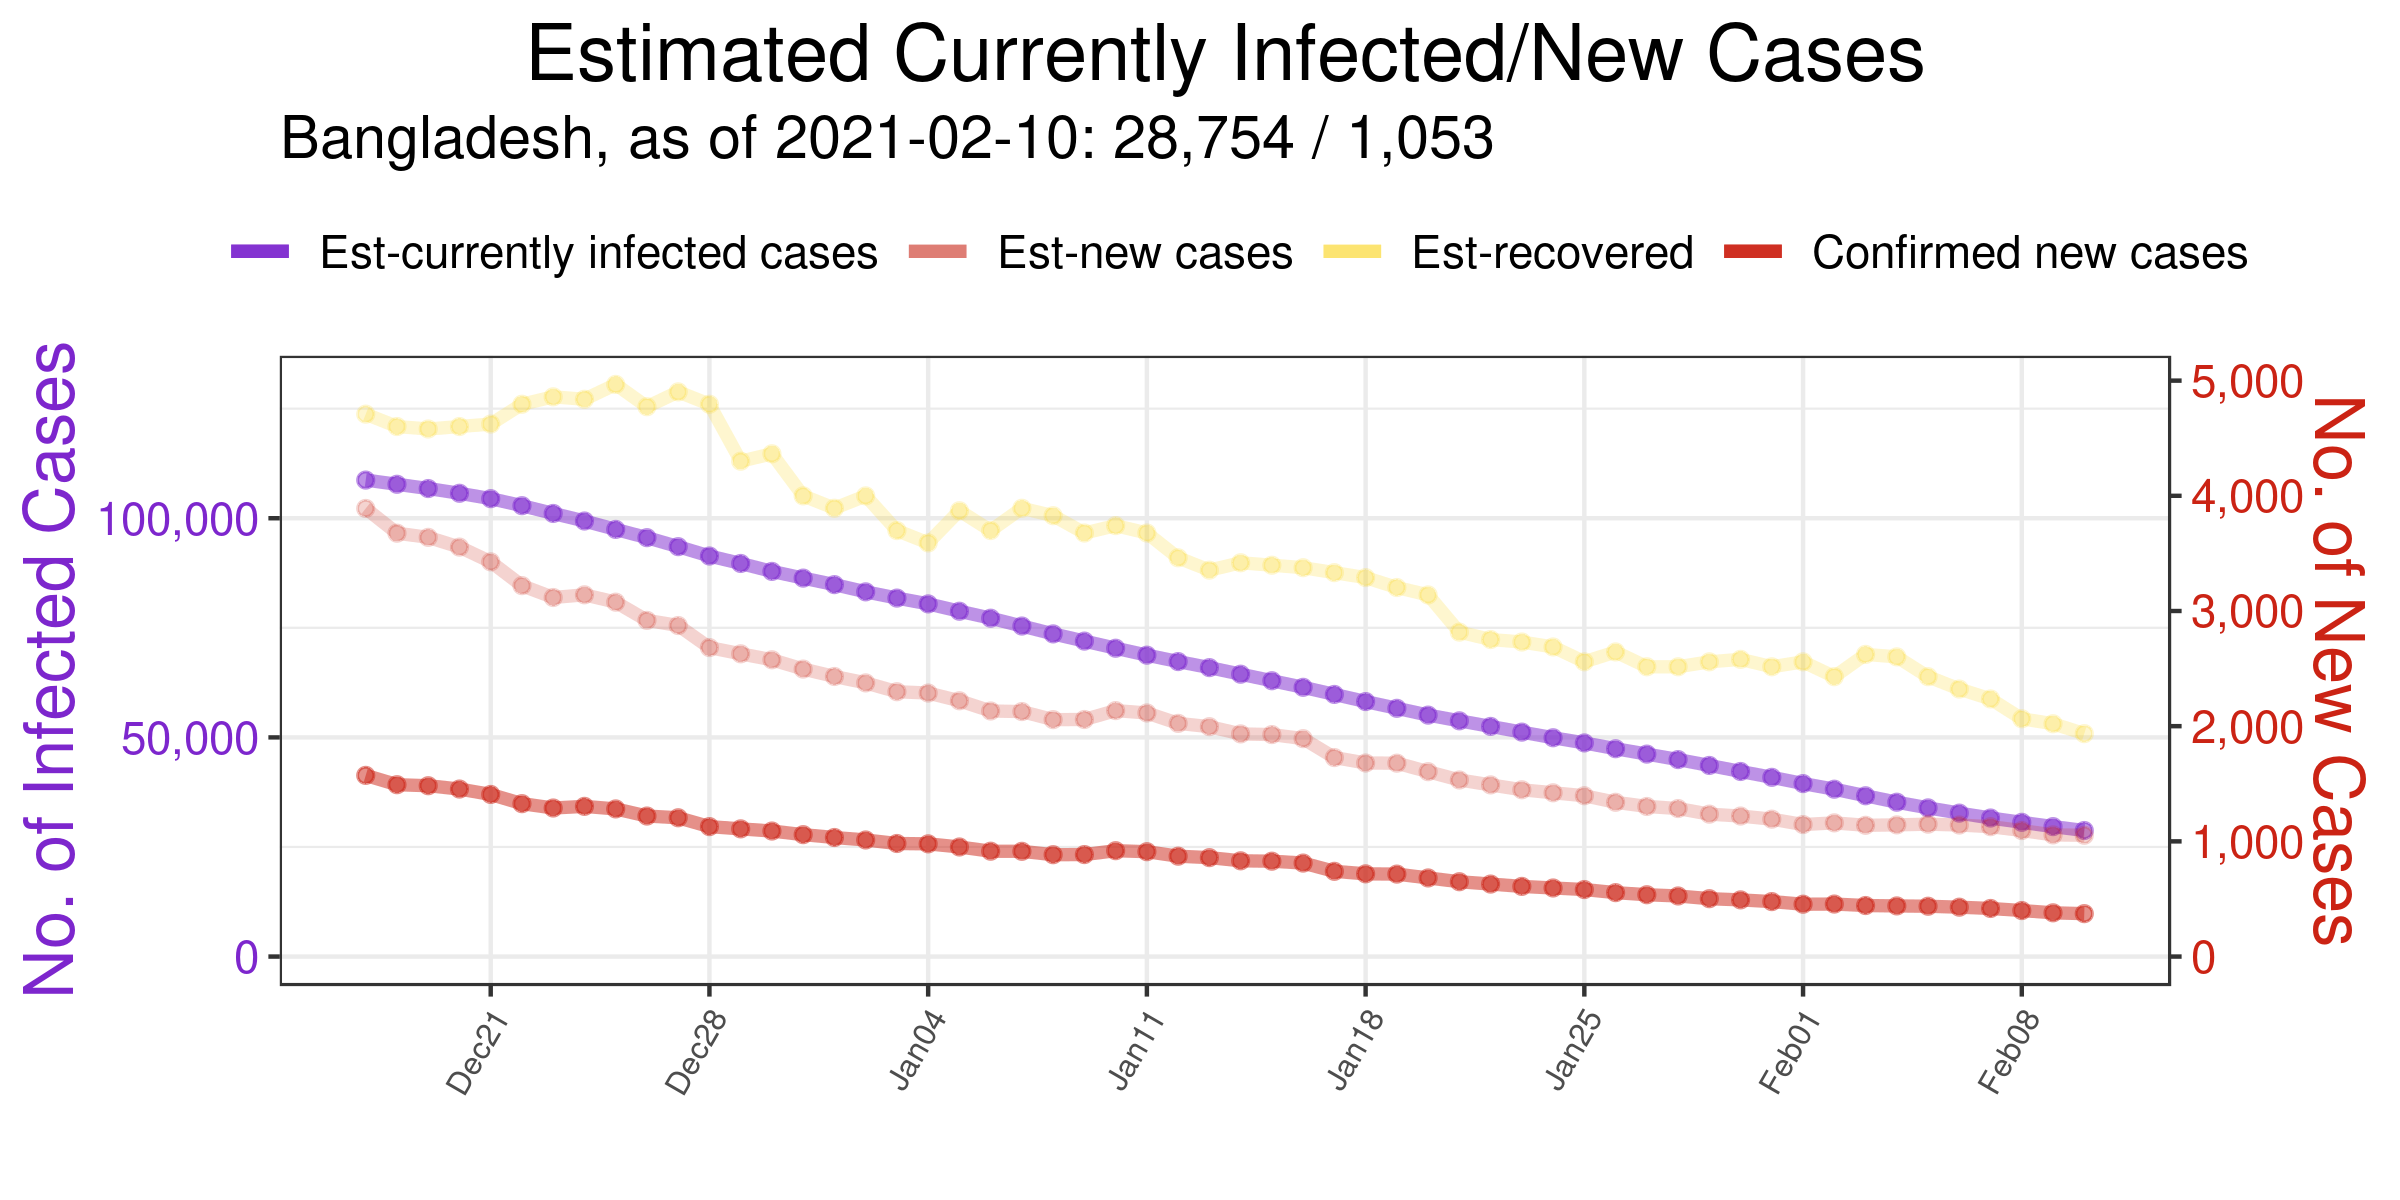 Estimated Currently Infected/New Cases
Bangladesh, as of 2021-02-10: 28,754 / 1,053
Est-currently infected cases Est-new cases Est-recovered Confirmed new cases
No. of Infected Cases
100,000
50,000
0
5,000
4,000
3,000
2,000
1,000
0
No. of New Cases
Dec21 Dec28 Jan04 Jan11 Jan18 Jan25 Feb01 Feb08